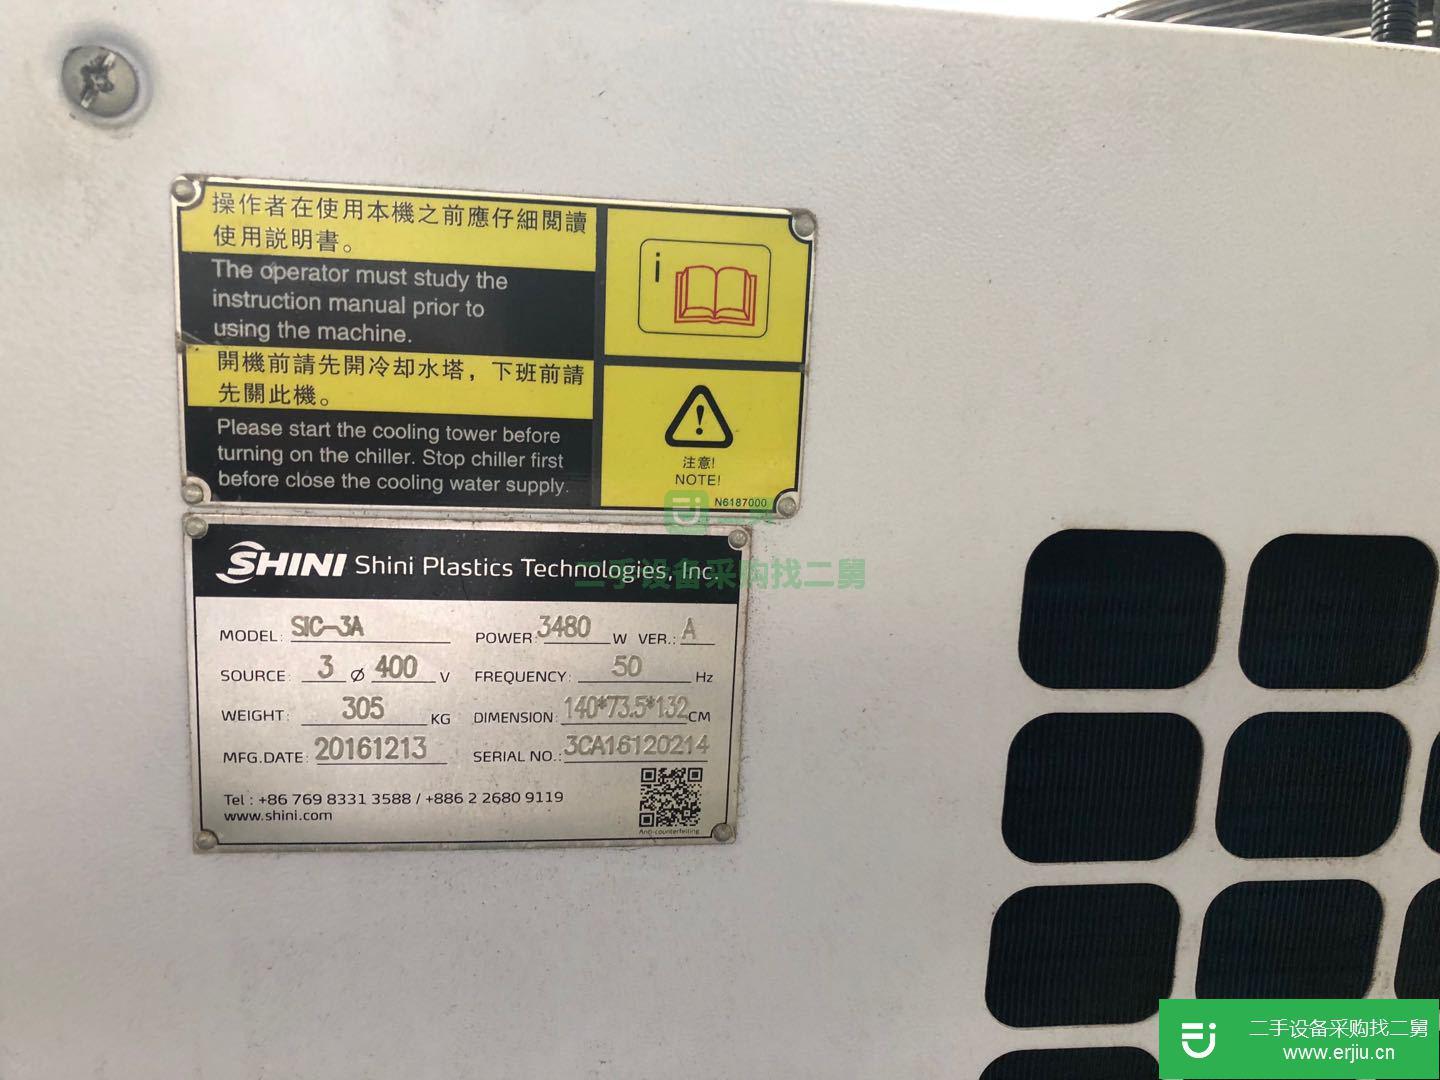 操作者在使用本機之前應仔細閱讀
使用説明書。
The operator must study the
instruction manual prior to
using the machine.
開機前請先開冷却水塔，下班前請
先關此機。
Please start the cooling tower before
turning on the chiller. Stop chiller first
before close the cooling water supply.
i
注意!
NOTE!
N6187000
二手设备采购找二舅
SHINI Shini Plastics Technologies, Inc.
MODEL: SIC-3A POWER: 3480 W VER.: A
SOURCE: 3 Ø 400 V FREQUENCY: 50 Hz
WEIGHT: 305 KG DIMENSION: 140*73.5*132 CM
MFG.DATE: 20161213 SERIAL NO.: 3CA16120214
Tel : +86 769 8331 3588 / +886 2 2680 9119
www.shini.com
Anti-counterfeiting
二手设备采购找二舅
www.erjiu.cn